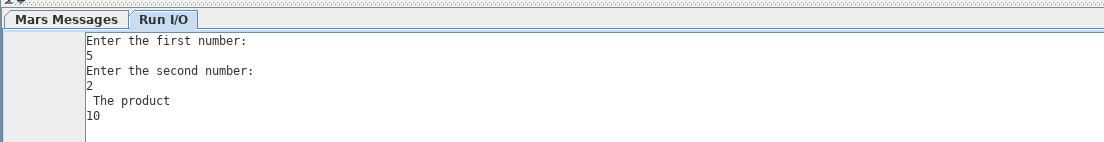 Mars Messages Run I/O
Enter the first number:
5
Enter the second number:
2
The product
10